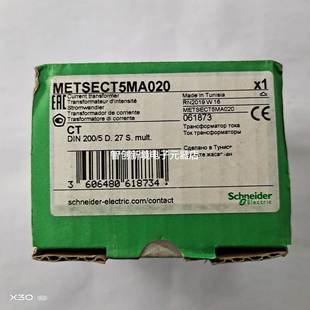 METSECT5MA020
x1
EAC
Current transformer
Transformateur d'intensité
Stromwandler
Transformador de corriente
Trasformatore di corrente
CT
DIN 200/5 D. 27 S. mult.
Made in Tunisia
RN2019 W 16
METSECT5MA020
061873
Трансформатор тока
Ток трансформаторы
Сделано в Тунисе
3 606480 618734
schneider-electric.com/contact
Schneider
Electric
X30